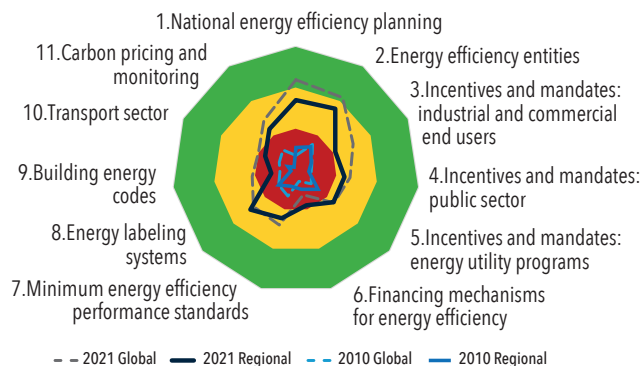 1.National energy efficiency planning
2.Energy efficiency entities
3.Incentives and mandates:
industrial and commercial
end users
4.Incentives and mandates:
public sector
5.Incentives and mandates:
energy utility programs
6.Financing mechanisms
for energy efficiency
7.Minimum energy efficiency
performance standards
8.Energy labeling
systems
9.Building energy
codes
10.Transport sector
11.Carbon pricing and
monitoring
2021 Global
2021 Regional
2010 Global
2010 Regional